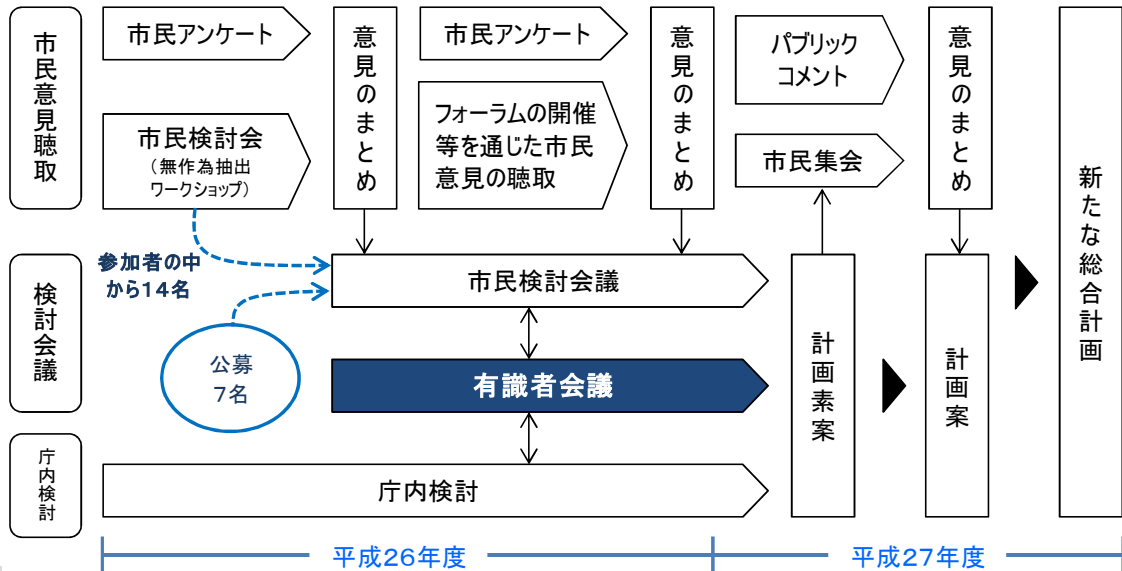 市民意見聴取
市民アンケート
市民検討会
（無作為抽出
ワークショップ）
意見のまとめ
市民アンケート
フォーラムの開催
等を通じた市民
意見の聴取
意見のまとめ
パブリック
コメント
市民集会
意見のまとめ
新たな総合計画
検討会議
参加者の中
から１４名
公募
７名
市民検討会議
有識者会議
計画素案
計画案
庁内検討
庁内検討
平成２６年度
平成２７年度